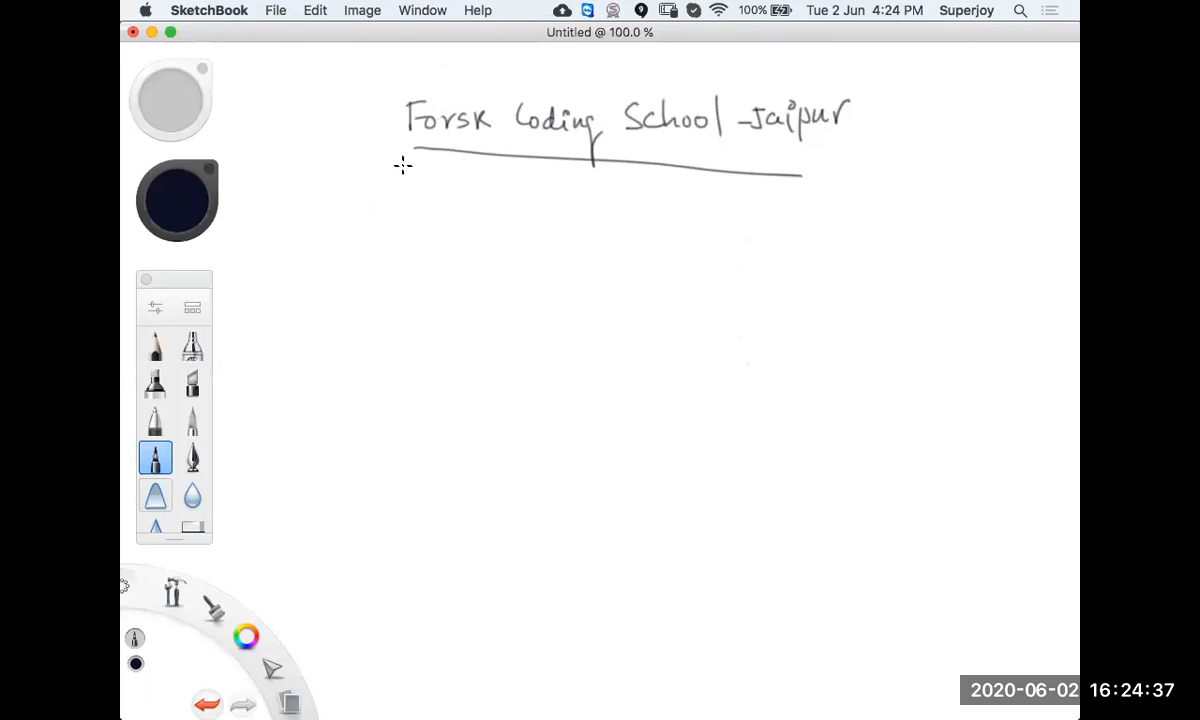 SketchBook File Edit Image Window Help 9 100% Tue 2 Jun 4:24 PM Superjoy
Untitled @ 100.0 %
Forsk Coding School - Jaipur
2020-06-02 16:24:37